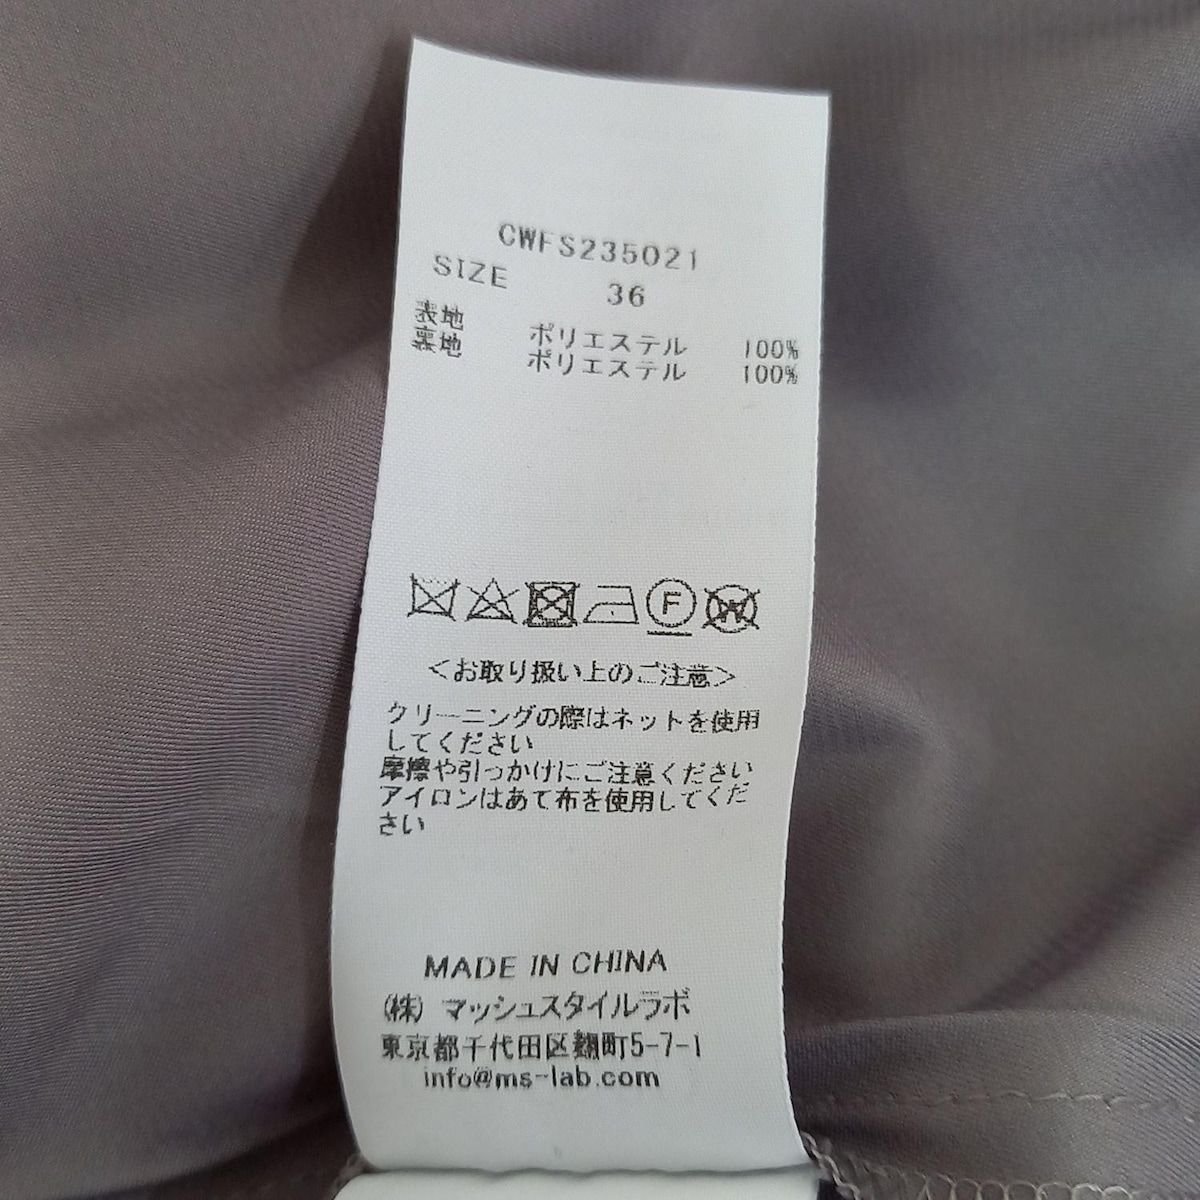 CWFS235021
SIZE 36
表地 ポリエステル 100%
裏地 ポリエステル 100%
F W
<お取り扱い上のご注意>
クリーニングの際はネットを使用
してください
摩擦や引っかけにご注意ください
アイロンはあて布を使用してくだ
さい
MADE IN CHINA
(株) マッシュスタイルラボ
東京都千代田区麹町5-7-1
info@ms-lab.com